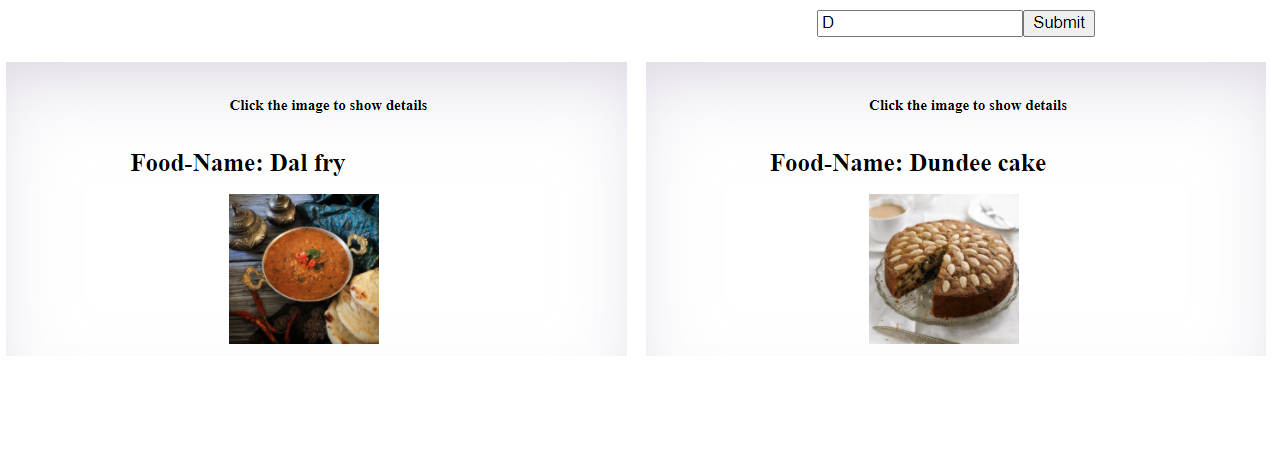 D Submit
Click the image to show details
Food-Name: Dal fry
Click the image to show details
Food-Name: Dundee cake